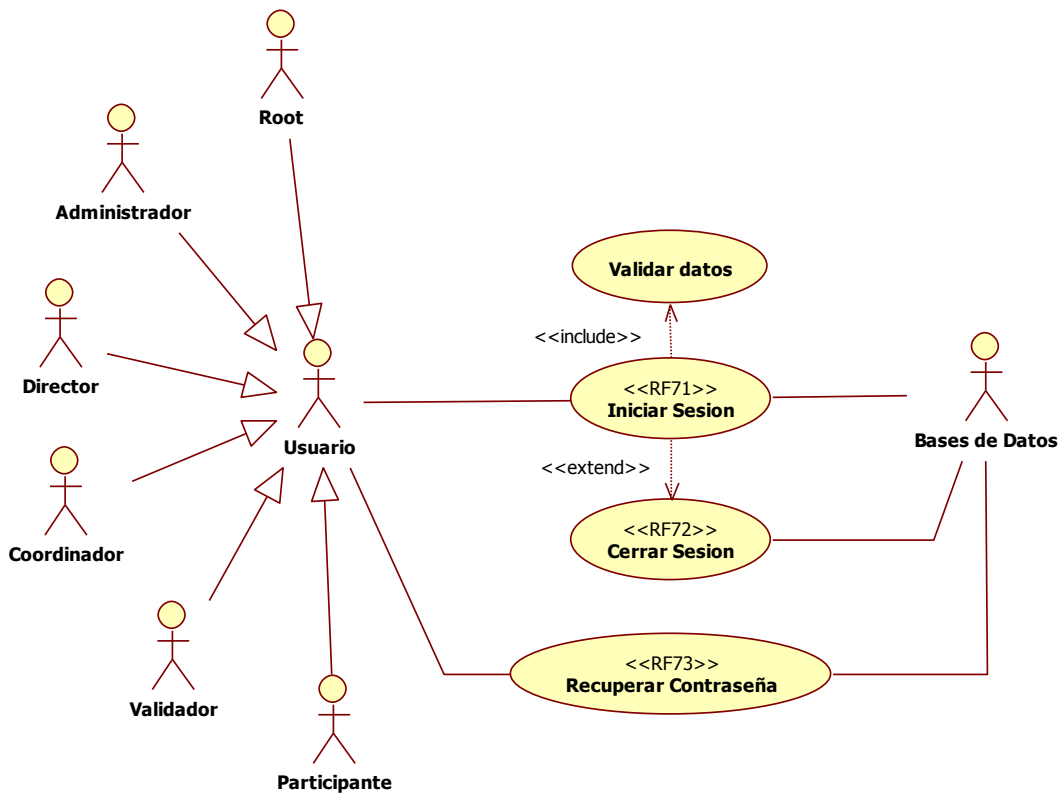 Root
Administrador
Validar datos
<<include>>
Director
<<RF71>>
Iniciar Sesion
Usuario
Bases de Datos
<<extend>>
Coordinador
<<RF72>>
Cerrar Sesion
<<RF73>>
Recuperar Contraseña
Validador
Participante